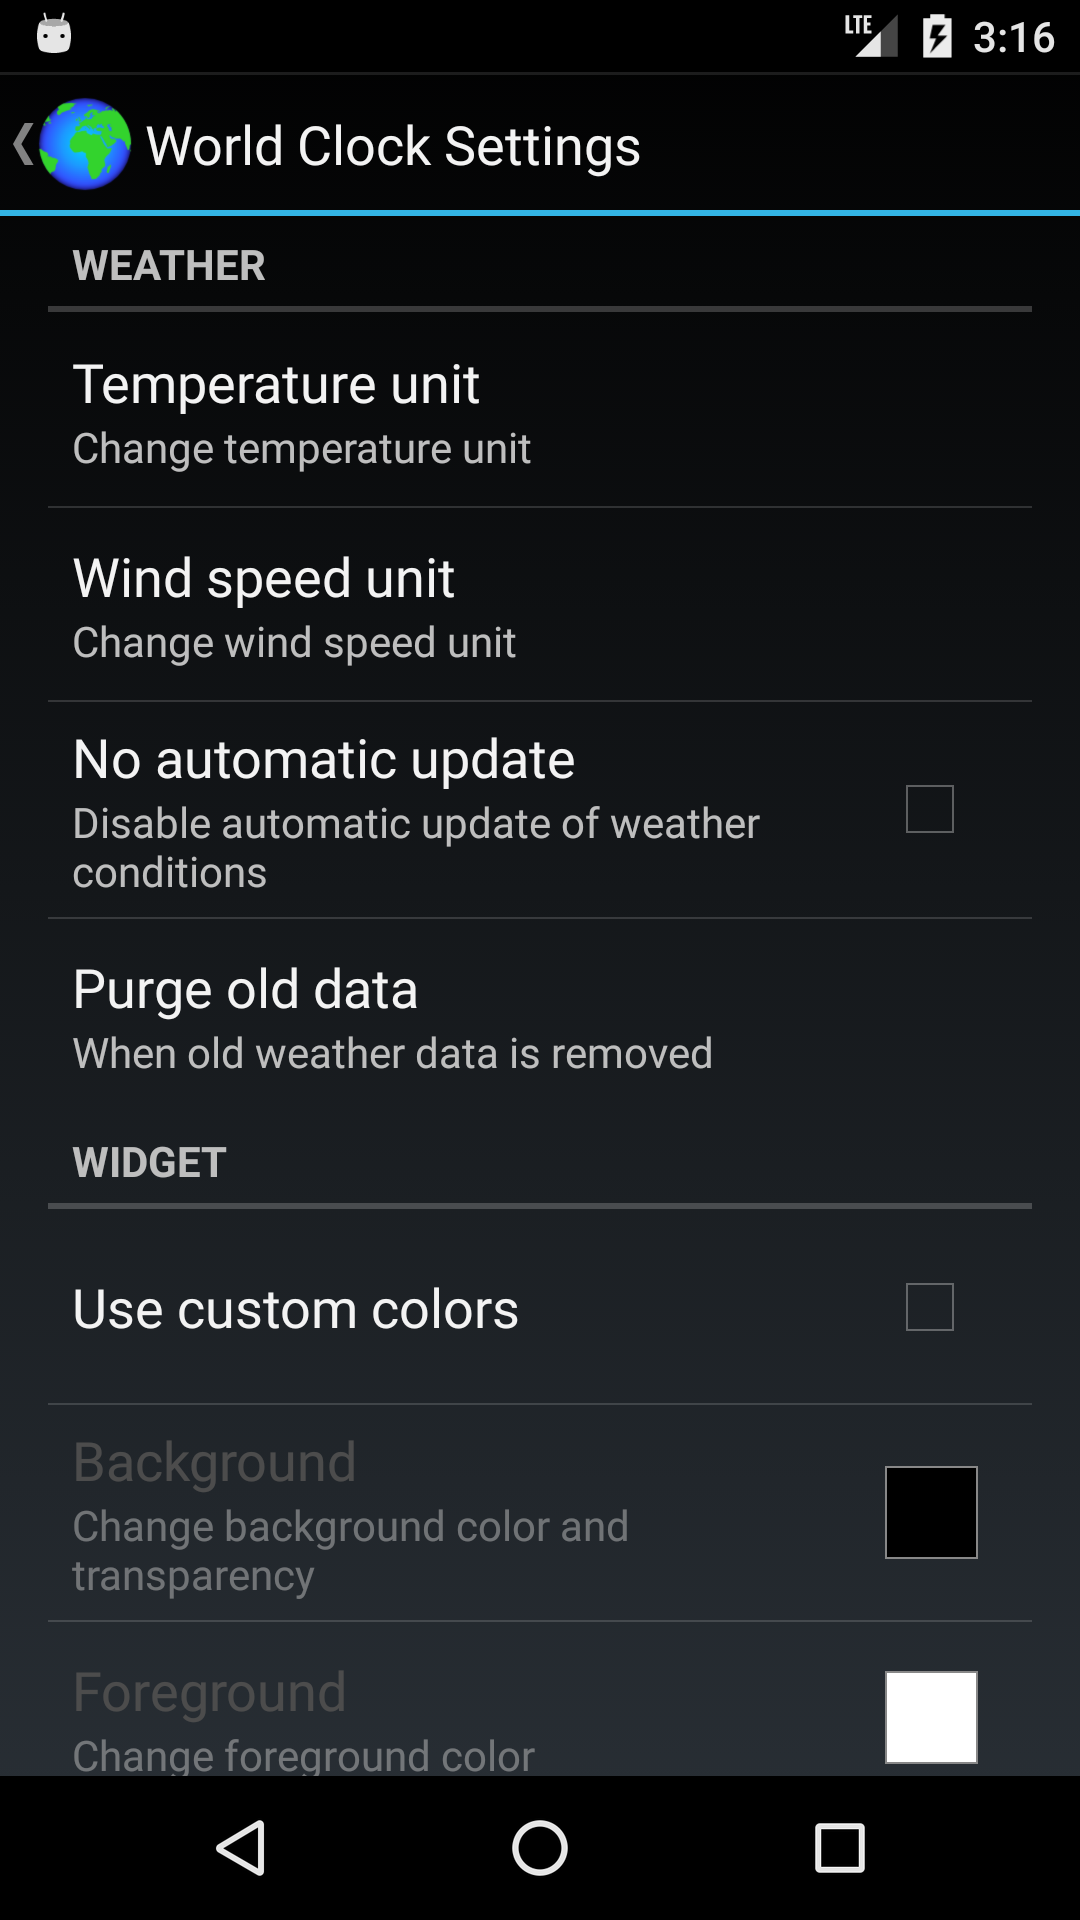 LTE 3:16
World Clock Settings
WEATHER
Temperature unit
Change temperature unit
Wind speed unit
Change wind speed unit
No automatic update
Disable automatic update of weather
conditions
Purge old data
When old weather data is removed
WIDGET
Use custom colors
Background
Change background color and
transparency
Foreground
Change foreground color